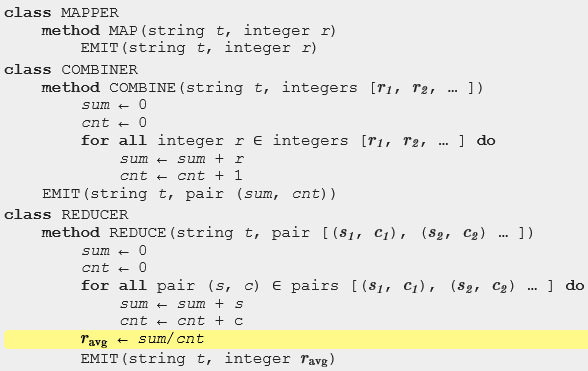 class MAPPER
method MAP(string t, integer r)
EMIT(string t, integer r)
class COMBINER
method COMBINE(string t, integers [r1, r2, … ])
sum ← 0
cnt ← 0
for all integer r ∈ integers [r1, r2, … ] do
sum ← sum + r
cnt ← cnt + 1
EMIT(string t, pair (sum, cnt))
class REDUCER
method REDUCE(string t, pair [(s1, c1), (s2, c2) … ])
sum ← 0
cnt ← 0
for all pair (s, c) ∈ pairs [(s1, c1), (s2, c2) … ] do
sum ← sum + s
cnt ← cnt + c
ravg ← sum/cnt
EMIT(string t, integer ravg)